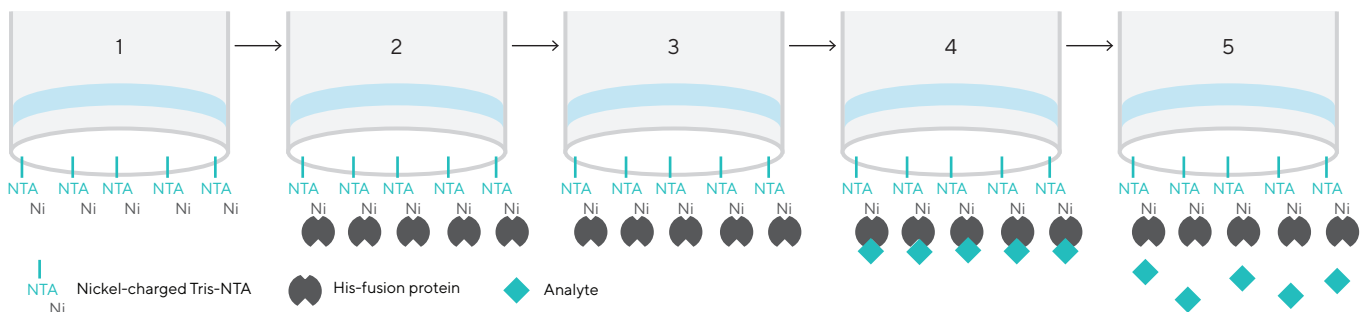 1 2 3 4 5
NTA NTA NTA NTA NTA NTA NTA NTA NTA NTA NTA NTA NTA NTA NTA NTA NTA NTA NTA NTA NTA NTA NTA NTA NTA
Ni Ni Ni Ni Ni Ni Ni Ni Ni Ni Ni Ni Ni Ni Ni Ni Ni Ni Ni Ni Ni Ni Ni Ni Ni
NTA Nickel-charged Tris-NTA His-fusion protein Analyte
Ni